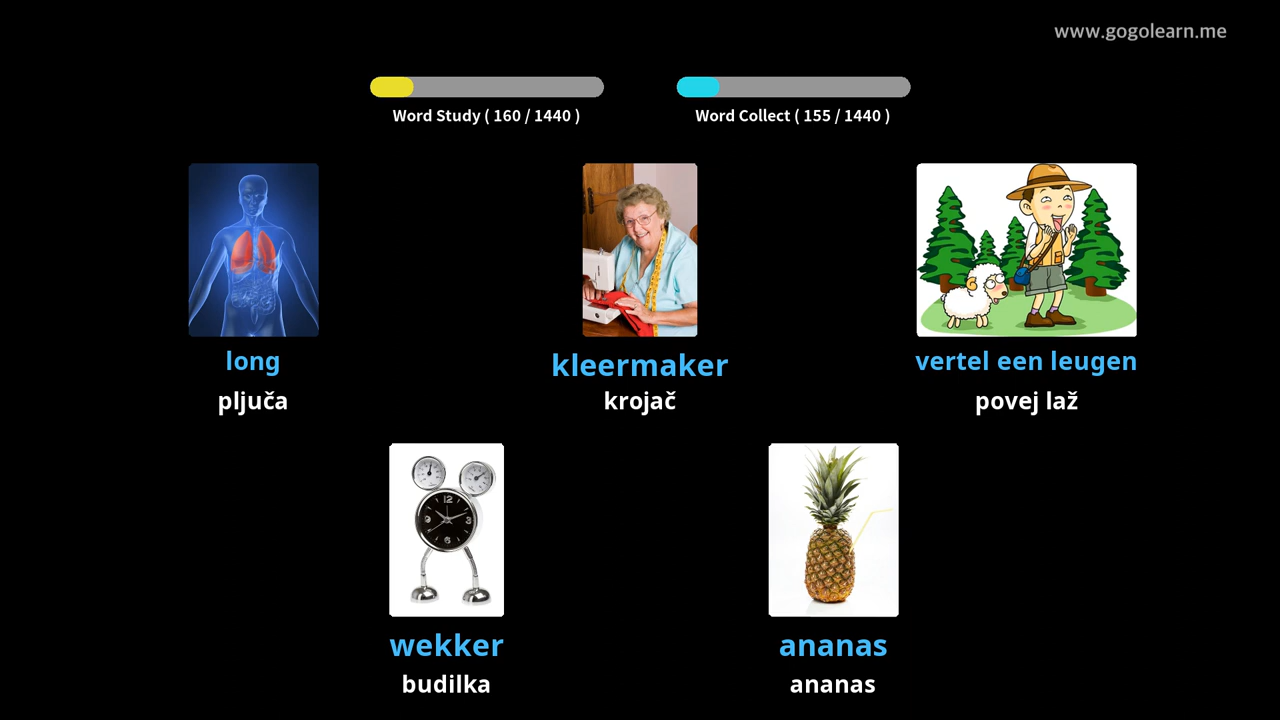 www.gogolearn.me
Word Study ( 160 / 1440 )
Word Collect ( 155 / 1440 )
long
kleermaker
vertel een leugen
pljuča
krojač
povej laž
wekker
ananas
budilka
ananas